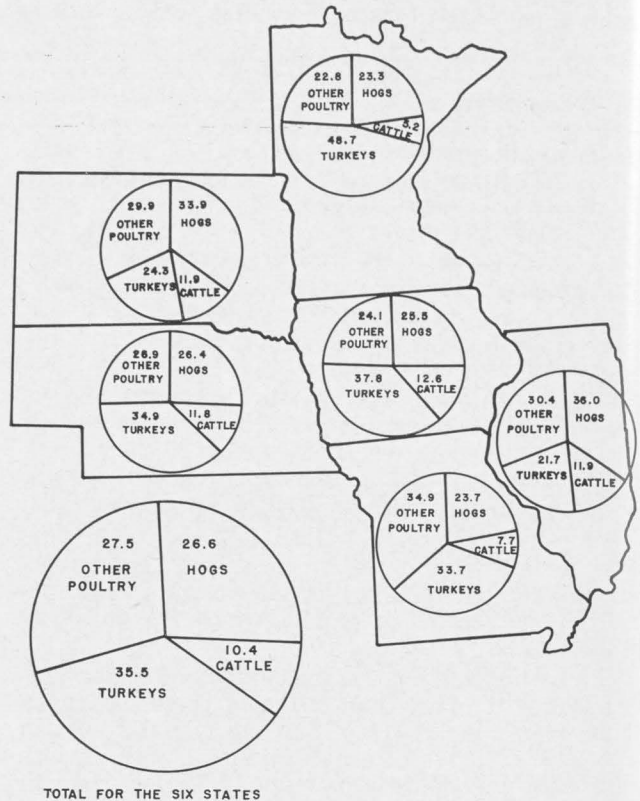 22.8 23.3
OTHER HOGS
POULTRY
5.2
CATTLE
48.7
TURKEYS
29.9 33.9
OTHER HOGS
POULTRY
24.3 11.9
TURKEYS CATTLE
26.9 26.4
OTHER HOGS
POULTRY
34.9 11.8
TURKEYS CATTLE
24.1 25.5
OTHER HOGS
POULTRY
37.8 12.6
TURKEYS CATTLE
30.4 36.0
OTHER HOGS
POULTRY
21.7 11.9
TURKEYS CATTLE
34.9 23.7
OTHER HOGS
POULTRY
7.7
CATTLE
33.7
TURKEYS
27.5 26.6
OTHER HOGS
POULTRY
10.4
CATTLE
35.5
TURKEYS
TOTAL FOR THE SIX STATES